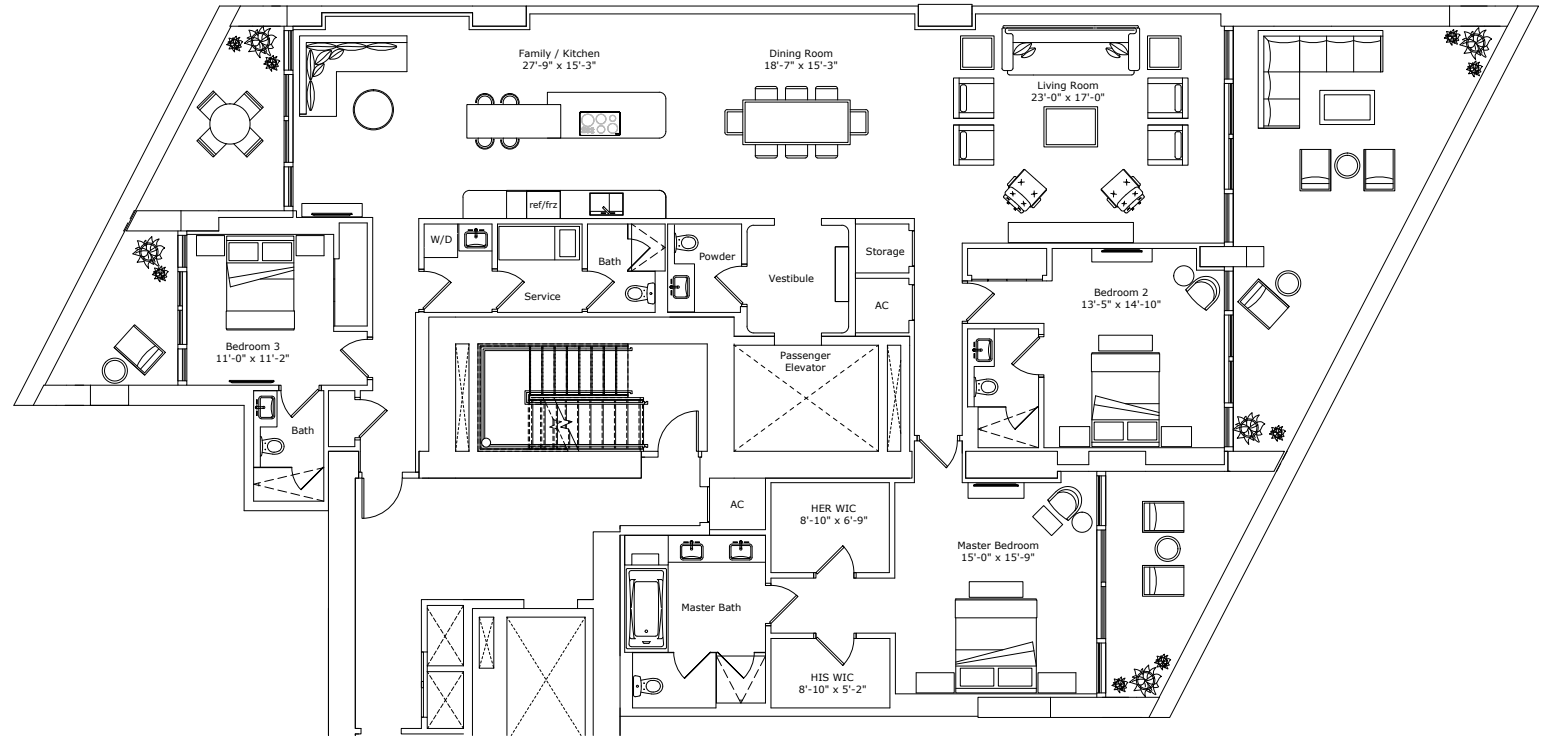 Family / Kitchen
27'-9" x 15'-3"
Dining Room
18'-7" x 15'-3"
Living Room
23'-0" x 17'-0"
ref/frz
W/D
Service
Bath
Powder
Vestibule
Storage
AC
Bedroom 2
13'-5" x 14'-10"
Bedroom 3
11'-0" x 11'-2"
Passenger
Elevator
Bath
AC
HER WIC
8'-10" x 6'-9"
Master Bedroom
15'-0" x 15'-9"
Master Bath
HIS WIC
8'-10" x 5'-2"